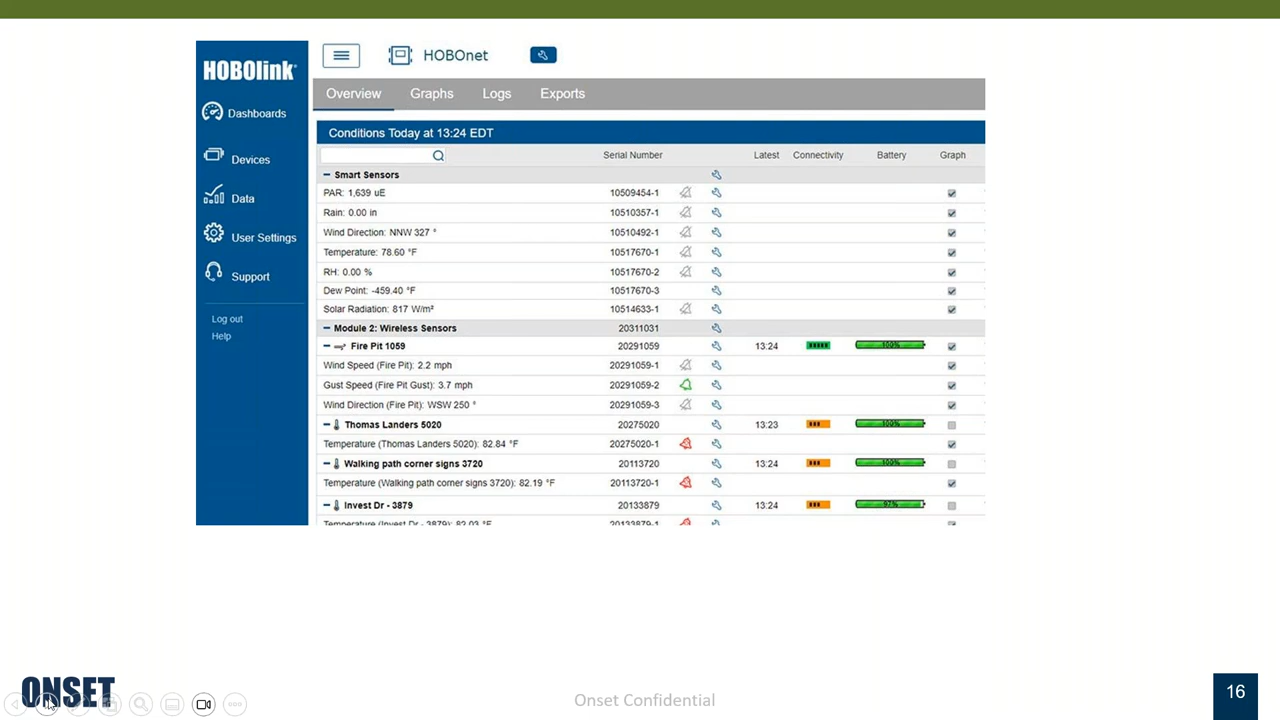 HOBOlink®
Dashboards
Devices
Data
User Settings
Support
Log out
Help
HOBOnet
Overview Graphs Logs Exports
Conditions Today at 13:24 EDT
Serial Number Latest Connectivity Battery Graph
Smart Sensors
PAR: 1,639 uE 10509454-1
Rain: 0.00 in 10510357-1
Wind Direction: NNW 327 ° 10510492-1
Temperature: 78.60 °F 10517670-1
RH: 0.00 % 10517670-2
Dew Point: -459.40 °F 10517670-3
Solar Radiation: 817 W/m² 10514633-1
Module 2: Wireless Sensors 20311031
Fire Pit 1059 20291059 13:24 100%
Wind Speed (Fire Pit): 2.2 mph 20291059-1
Gust Speed (Fire Pit Gust): 3.7 mph 20291059-2
Wind Direction (Fire Pit): WSW 250 ° 20291059-3
Thomas Landers 5020 20275020 13:23 100%
Temperature (Thomas Landers 5020): 82.84 °F 20275020-1
Walking path corner signs 3720 20113720 13:24 100%
Temperature (Walking path corner signs 3720): 82.19 °F 20113720-1
Invest Dr - 3879 20133879 13:24 97%
Temperature (Invest Dr - 3879): 82.03 °F 20133879-1
ONSET
Onset Confidential
16